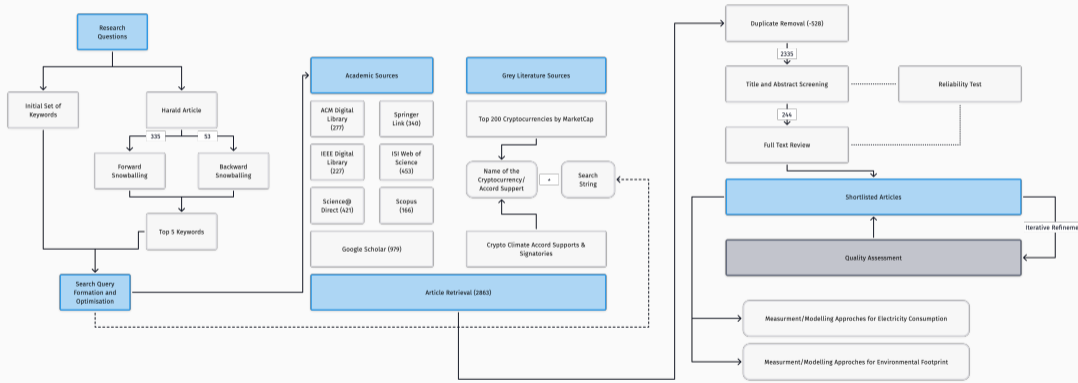 Research
Questions
Initial Set of
Keywords
Harald Article
335
53
Forward
Snowballing
Backward
Snowballing
Top 5 Keywords
Search Query
Formation and
Optimisation
Academic Sources
ACM Digital
Library
(277)
Springer
Link (340)
IEEE Digital
Library
(227)
ISI Web of
Science
(453)
Science@
Direct (421)
Scopus
(166)
Google Scholar (979)
Grey Literature Sources
Top 200 Cryptocurrencies by MarketCap
Name of the
Cryptocurrency/
Accord Support
+
Search
String
Crypto Climate Accord Supports &
Signatories
Article Retrieval (2863)
Duplicate Removal (-528)
2335
Title and Abstract Screening
Reliability Test
244
Full Text Review
Shortlisted Articles
Iterative Refineme
Quality Assessment
Measurment/Modelling Approches for Electricity Consumption
Measurment/Modelling Approches for Environmental Footprint